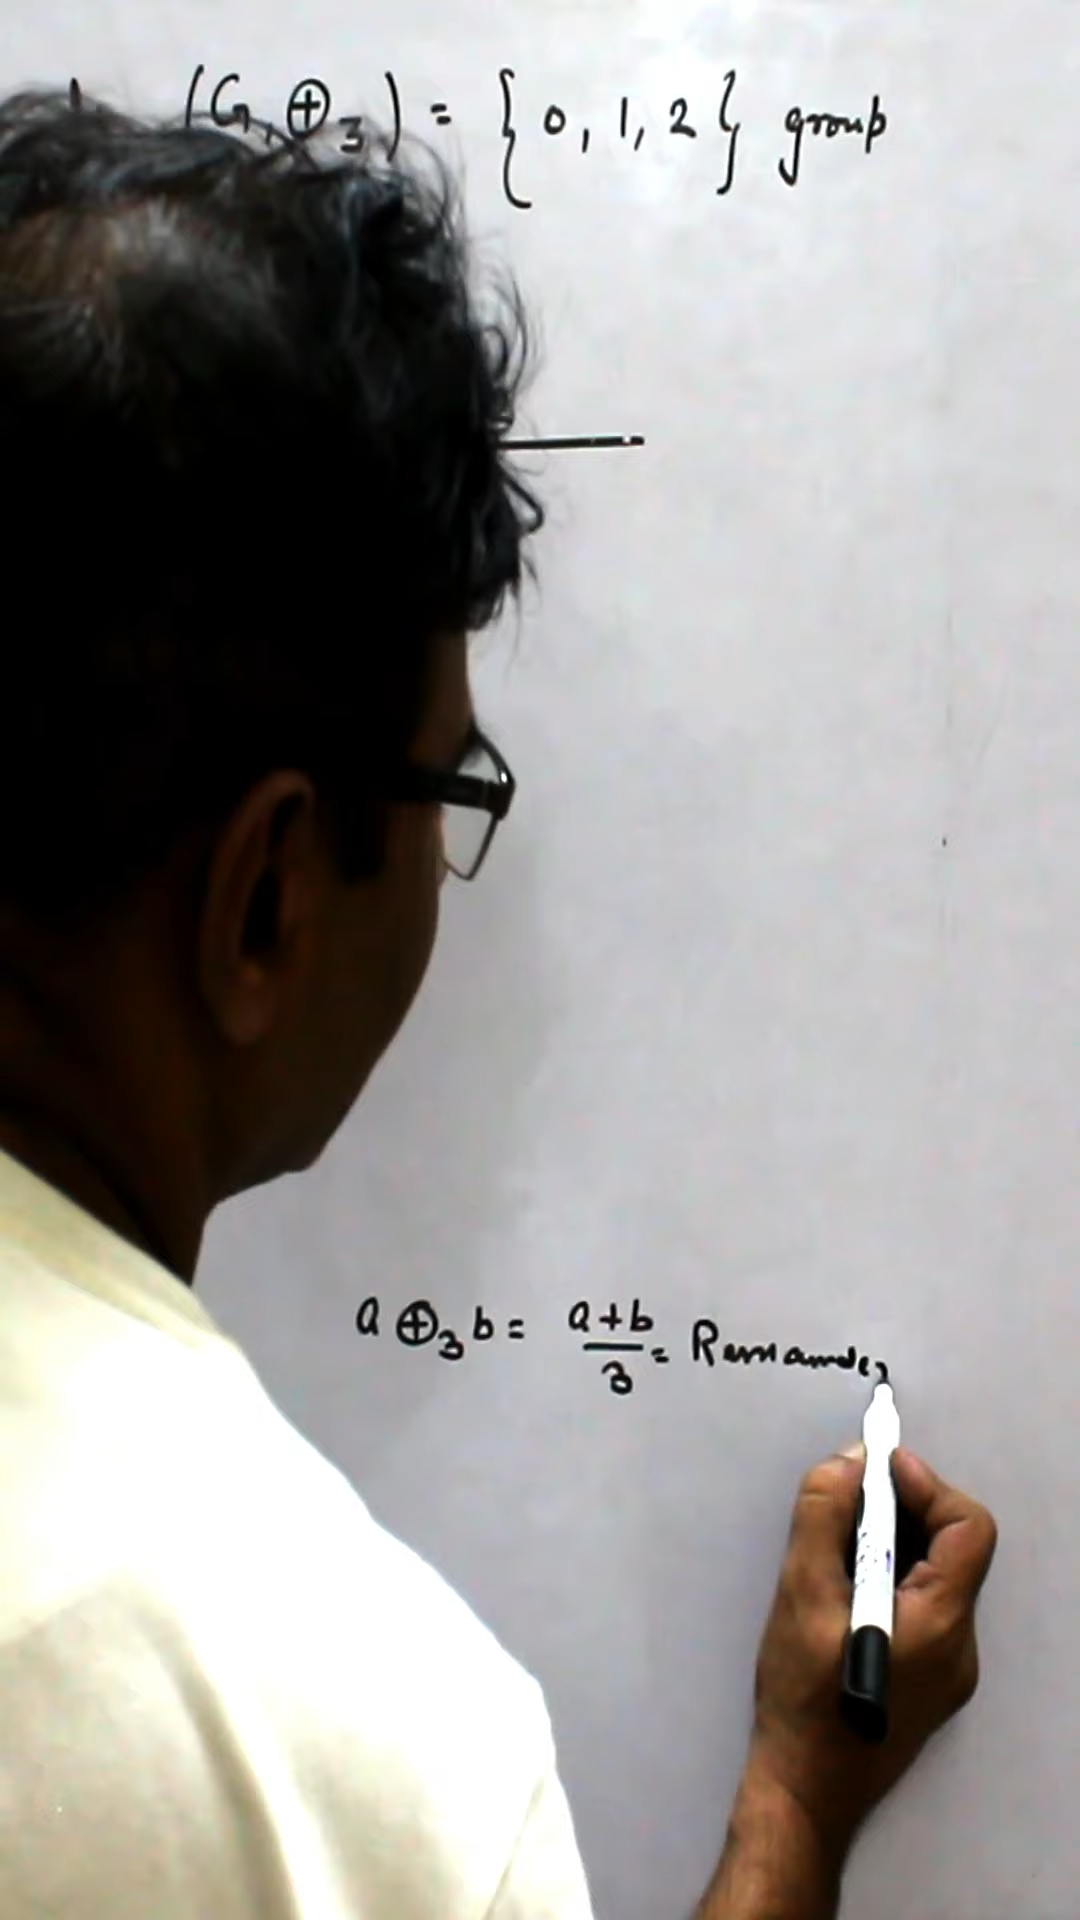 (G, ⊕₃) = {0, 1, 2} group
a ⊕₃ b = a+b/3 = Remainder